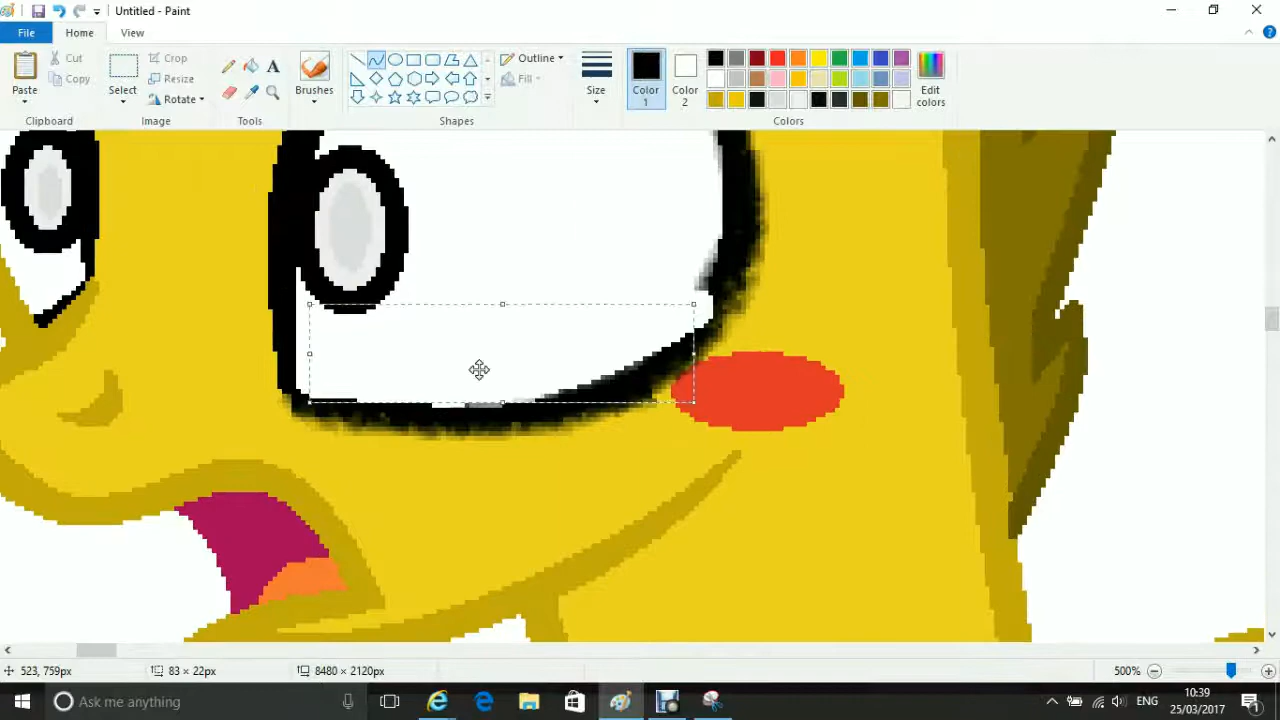 Untitled - Paint
File Home View
Paste
Cut
Copy
Clipboard
Select
Crop
Resize
Rotate
Image
A
Tools
Brushes
Outline
Fill
Shapes
Size
Color 1
Color 2
Edit colors
Colors
523, 759px 83 × 22px 8480 × 2120px 500%
Ask me anything
ENG
10:39
25/03/2017
1